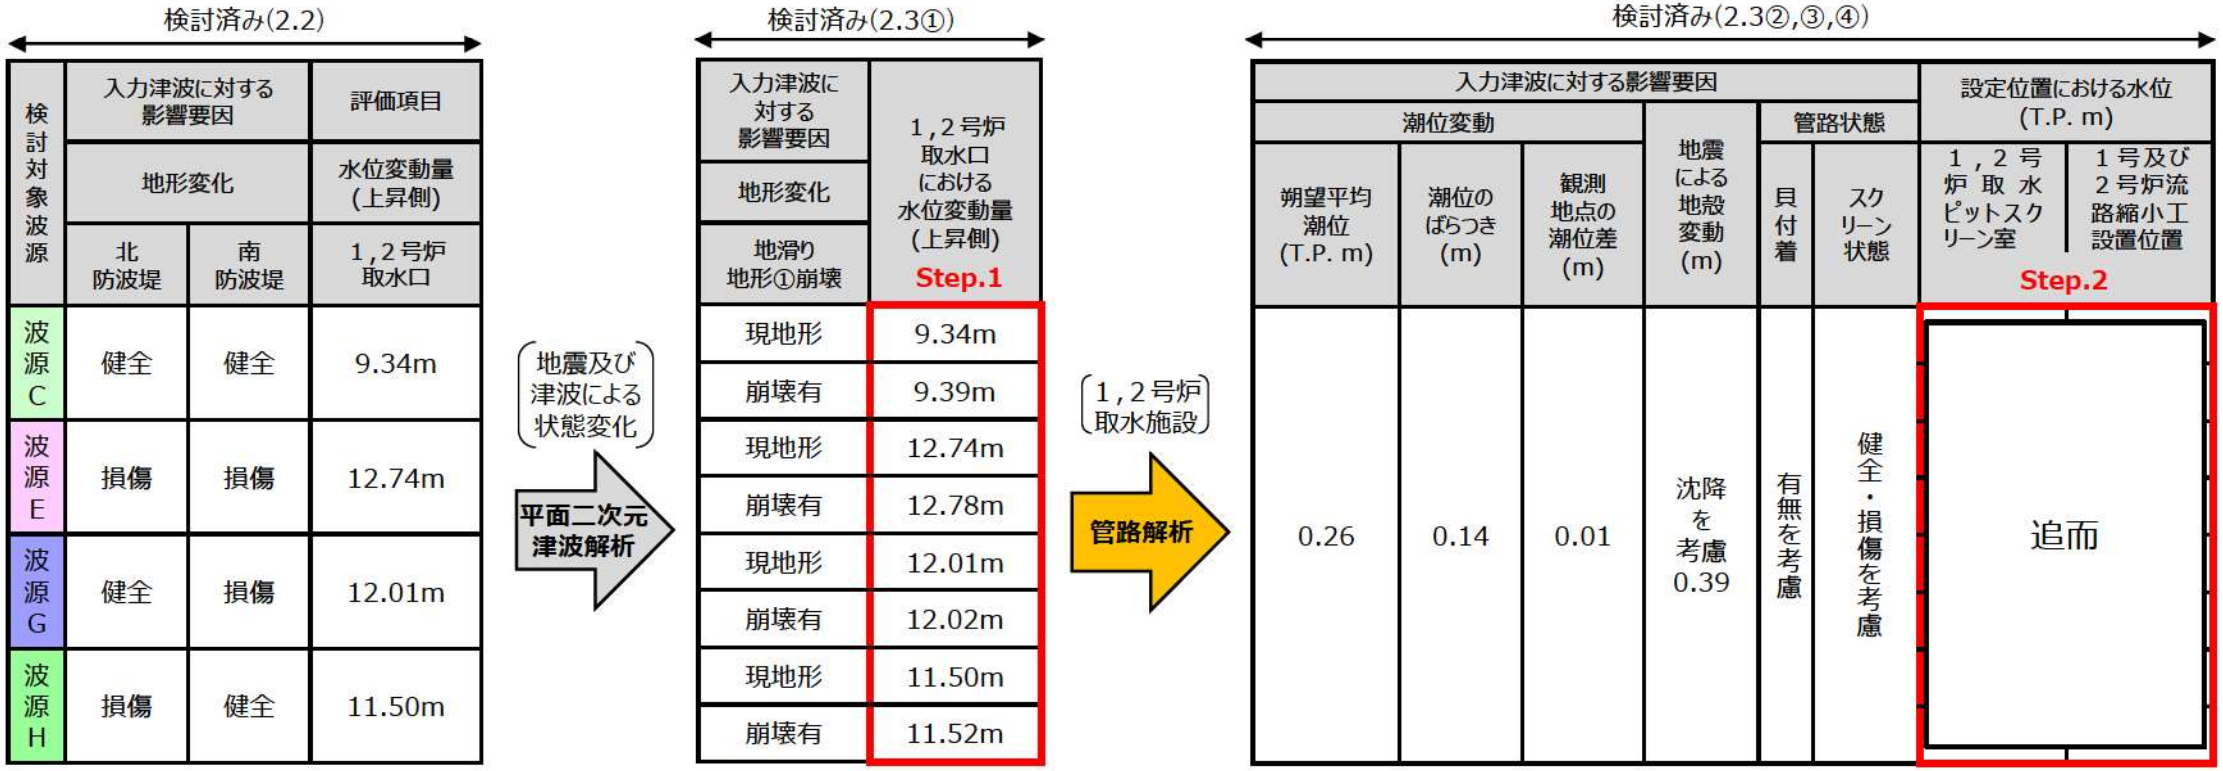 検討済み(2.2)
検討対象波源
入力津波に対する
影響要因
評価項目
地形変化
水位変動量
(上昇側)
北
防波堤
南
防波堤
1,2号炉
取水口
波源C
健全
健全
9.34m
波源E
損傷
損傷
12.74m
波源G
健全
損傷
12.01m
波源H
損傷
健全
11.50m
地震及び
津波による
状態変化
平面二次元
津波解析
検討済み(2.3①)
入力津波に
対する
影響要因
地形変化
地滑り
地形①崩壊
1,2号炉
取水口
における
水位変動量
(上昇側)
Step.1
現地形
9.34m
崩壊有
9.39m
現地形
12.74m
崩壊有
12.78m
現地形
12.01m
崩壊有
12.02m
現地形
11.50m
崩壊有
11.52m
1,2号炉
取水施設
管路解析
検討済み(2.3②,③,④)
入力津波に対する影響要因
設定位置における水位
(T.P. m)
潮位変動
地震
による
地殻
変動
(m)
管路状態
朔望平均
潮位
(T.P. m)
潮位の
ばらつき
(m)
観測
地点の
潮位差
(m)
貝付着
スク
リーン
状態
1,2号
炉取水
ピットスク
リーン室
1号及び
2号炉流
路縮小工
設置位置
Step.2
0.26
0.14
0.01
沈降
を
考慮
0.39
有無を考慮
健全・損傷を考慮
追而